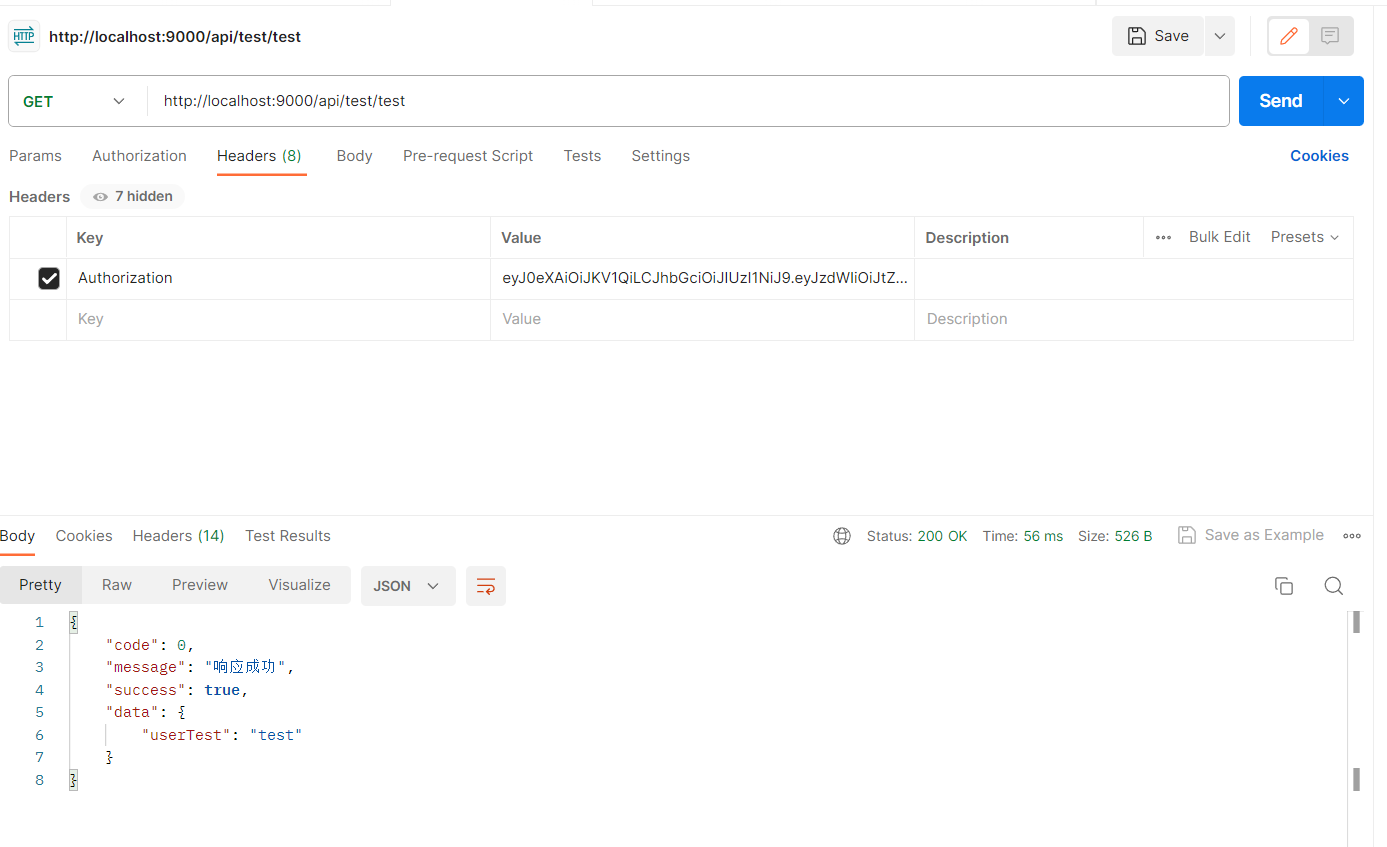 HTTP http://localhost:9000/api/test/test Save
GET http://localhost:9000/api/test/test Send
Params Authorization Headers (8) Body Pre-request Script Tests Settings Cookies
Headers 7 hidden
Key Value Description ••• Bulk Edit Presets
Authorization eyJ0eXAiOiJKV1QiLCJhbGciOiJIUzI1NiJ9.eyJzdWIiOiJtZ...
Key Value Description
Body Cookies Headers (14) Test Results Status: 200 OK Time: 56 ms Size: 526 B Save as Example
Pretty Raw Preview Visualize JSON
1 {
2 "code": 0,
3 "message": "响应成功",
4 "success": true,
5 "data": {
6 "userTest": "test"
7 }
8 }